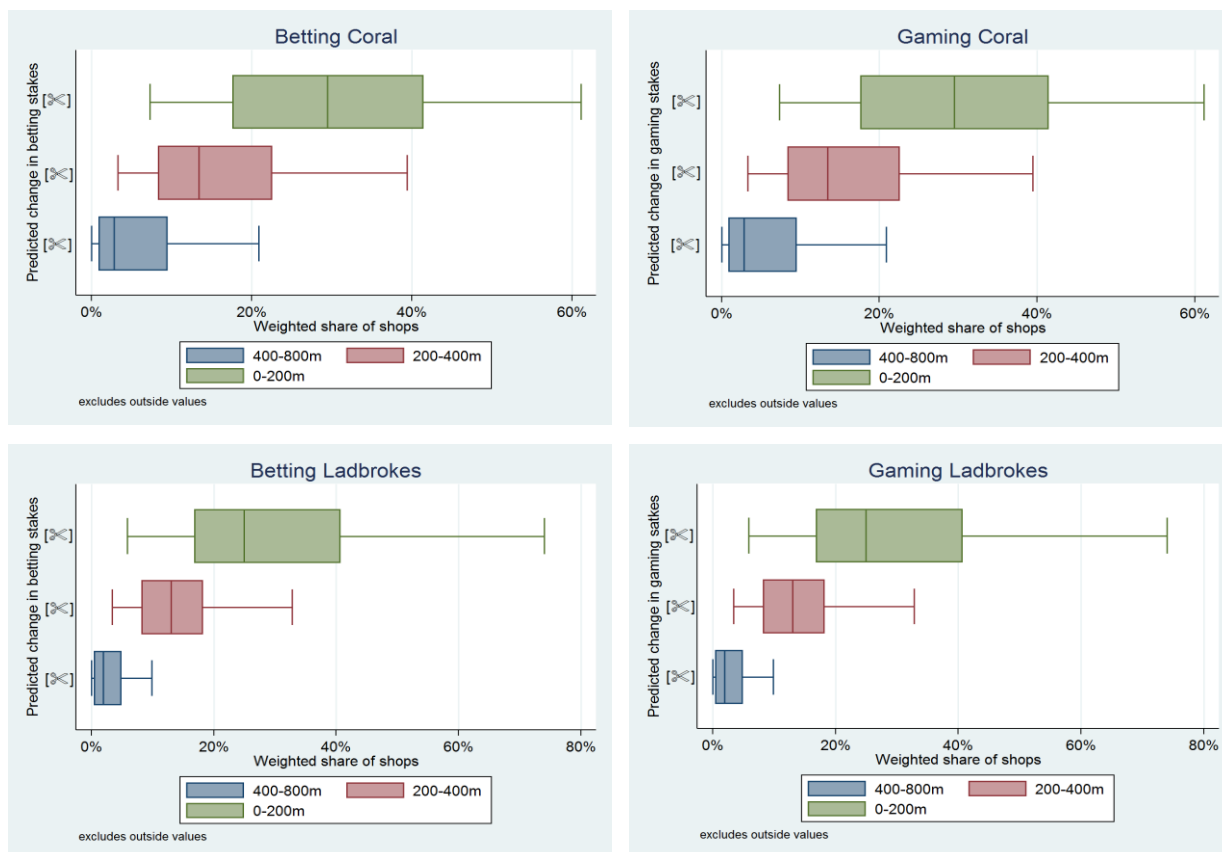 Betting Coral
Predicted change in betting stakes
[✂]
[✂]
[✂]
0% 20% 40% 60%
Weighted share of shops
400-800m 200-400m
0-200m
excludes outside values
Gaming Coral
Predicted change in gaming stakes
[✂]
[✂]
[✂]
0% 20% 40% 60%
Weighted share of shops
400-800m 200-400m
0-200m
excludes outside values
Betting Ladbrokes
Predicted change in betting stakes
[✂]
[✂]
[✂]
0% 20% 40% 60% 80%
Weighted share of shops
400-800m 200-400m
0-200m
excludes outside values
Gaming Ladbrokes
Predicted change in gaming satkes
[✂]
[✂]
[✂]
0% 20% 40% 60% 80%
Weighted share of shops
400-800m 200-400m
0-200m
excludes outside values